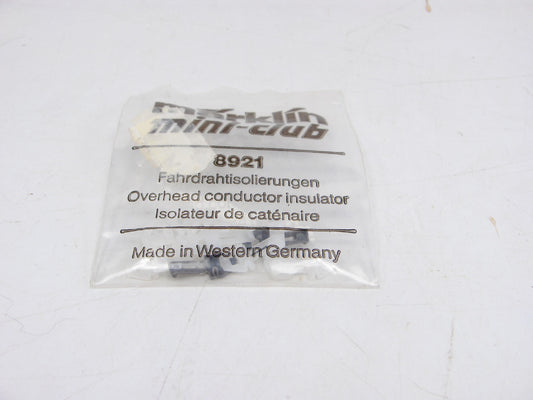 märklin
mini-club
8921
Fahrdrahtisolierungen
Overhead conductor insulator
Isolateur de caténaire
Made in Western Germany